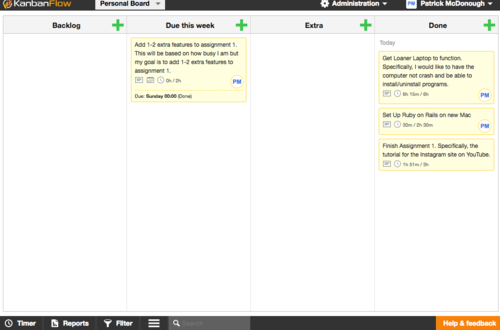 KanbanFlow
Personal Board
Administration
PM Patrick McDonough
Backlog
Due this week
Extra
Done
Add 1-2 extra features to assignment 1.
This will be based on how busy I am but
my goal is to add 1-2 extra features to
assignment 1.
0h / 2h
PM
Due: Sunday 00:00 (Done)
Today
Get Loaner Laptop to function.
Specifically, I would like to have the
computer not crash and be able to
install/uninstall programs.
6h 15m / 8h
PM
Set Up Ruby on Rails on new Mac
30m / 2h 30m
PM
Finish Assignment 1. Specifically, the
tutorial for the Instagram site on YouTube.
1h 51m / 3h
Timer
Reports
Filter
Search
Help & feedback